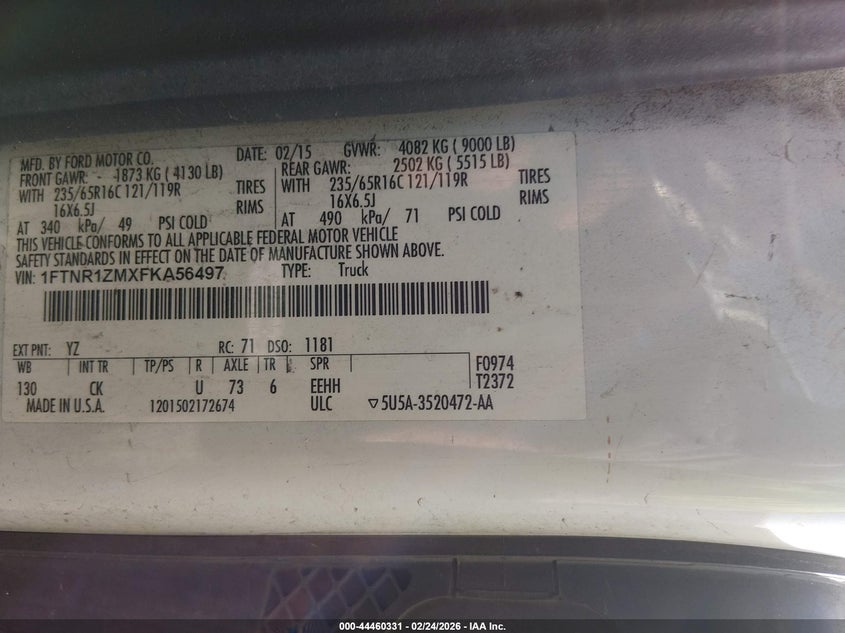 MFD. BY FORD MOTOR CO.
DATE: 02/15 GVWR: 4082 KG ( 9000 LB)
FRONT GAWR: - 1873 KG ( 4130 LB)
REAR GAWR: 2502 KG ( 5515 LB)
WITH 235/65R16C 121/119R TIRES
WITH 235/65R16C 121/119R TIRES
16X6.5J RIMS
16X6.5J RIMS
AT 340 kPa/ 49 PSI COLD
AT 490 kPa/ 71 PSI COLD
THIS VEHICLE CONFORMS TO ALL APPLICABLE FEDERAL MOTOR VEHICLE
SAFETY STANDARDS IN EFFECT ON THE DATE OF MANUFACTURE SHOWN ABOVE.
VIN: 1FTNR1ZMXFKA56497 TYPE: Truck
EXT PNT: YZ RC: 71 DSO: 1181
WB INT TR TP/PS R AXLE TR SPR F0974
130 CK U 73 6 EEHH T2372
MADE IN U.S.A. 1201502172674 ULC ▽5U5A-3520472-AA
000-44460331 - 02/24/2026 - IAA Inc.